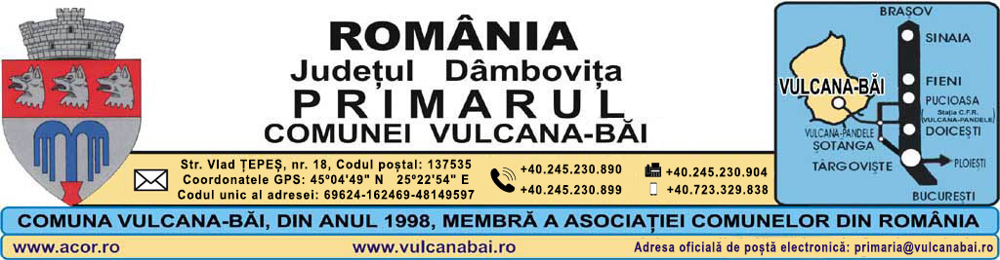 ROMÂNIA
Județul Dâmbovița
PRIMARUL
COMUNEI VULCANA-BĂI
Str. Vlad ȚEPEȘ, nr. 18, Codul poștal: 137535
Coordonatele GPS: 45º04'49" N 25º22'54" E
Codul unic al adresei: 69624-162469-48149597
+40.245.230.890
+40.245.230.899
+40.245.230.904
+40.723.329.838
BRAȘOV
SINAIA
VULCANA-BĂI
FIENI
PUCIOASA
Stația C.F.R.
(VULCANA-PANDELE)
DOICEȘTI
VULCANA-PANDELE
ȘOTANGA
TÂRGOVIȘTE
PLOIEȘTI
BUCUREȘTI
COMUNA VULCANA-BĂI, DIN ANUL 1998, MEMBRĂ A ASOCIAȚIEI COMUNELOR DIN ROMÂNIA
www.acor.ro
www.vulcanabai.ro
Adresa oficială de poștă electronică: primaria@vulcanabai.ro